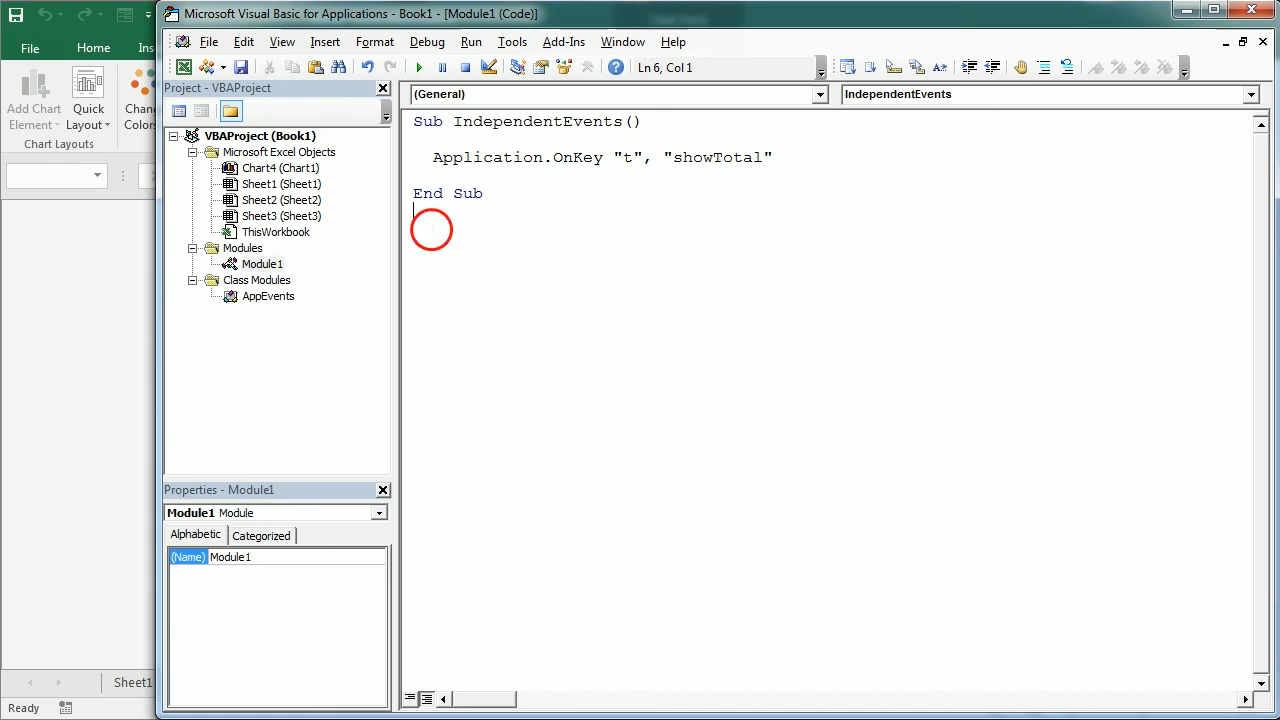 Microsoft Visual Basic for Applications - Book1 - [Module1 (Code)]
File Home Ins
File Edit View Insert Format Debug Run Tools Add-Ins Window Help
Ln 6, Col 1
Add Chart Element
Quick Layout
Chang Colors
Chart Layouts
Project - VBAProject
VBAProject (Book1)
Microsoft Excel Objects
Chart4 (Chart1)
Sheet1 (Sheet1)
Sheet2 (Sheet2)
Sheet3 (Sheet3)
ThisWorkbook
Modules
Module1
Class Modules
AppEvents
Properties - Module1
Module1 Module
Alphabetic Categorized
(Name) Module1
(General) IndependentEvents
Sub IndependentEvents()
Application.OnKey "t", "showTotal"
End Sub
Sheet1
Ready